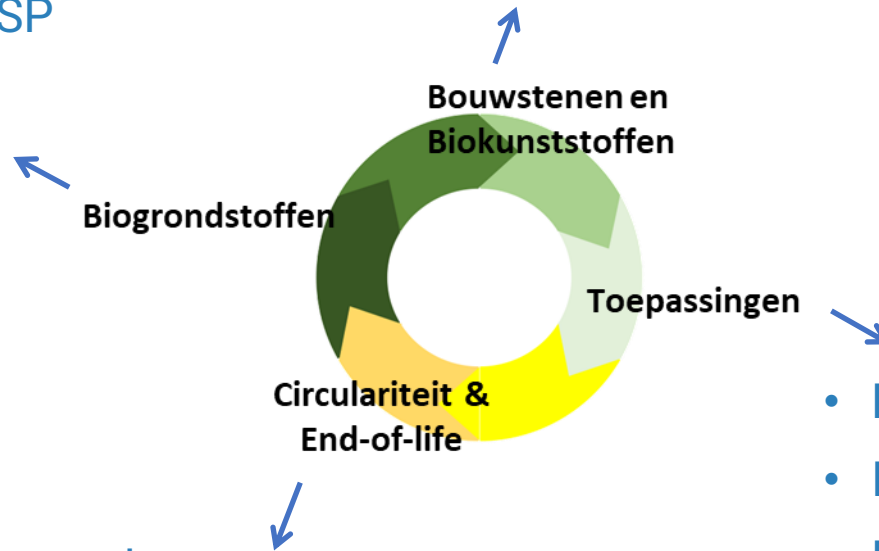 SP
Bouwstenen en
Biokunststoffen
Biogrondstoffen
Toepassingen
Circulariteit &
End-of-life